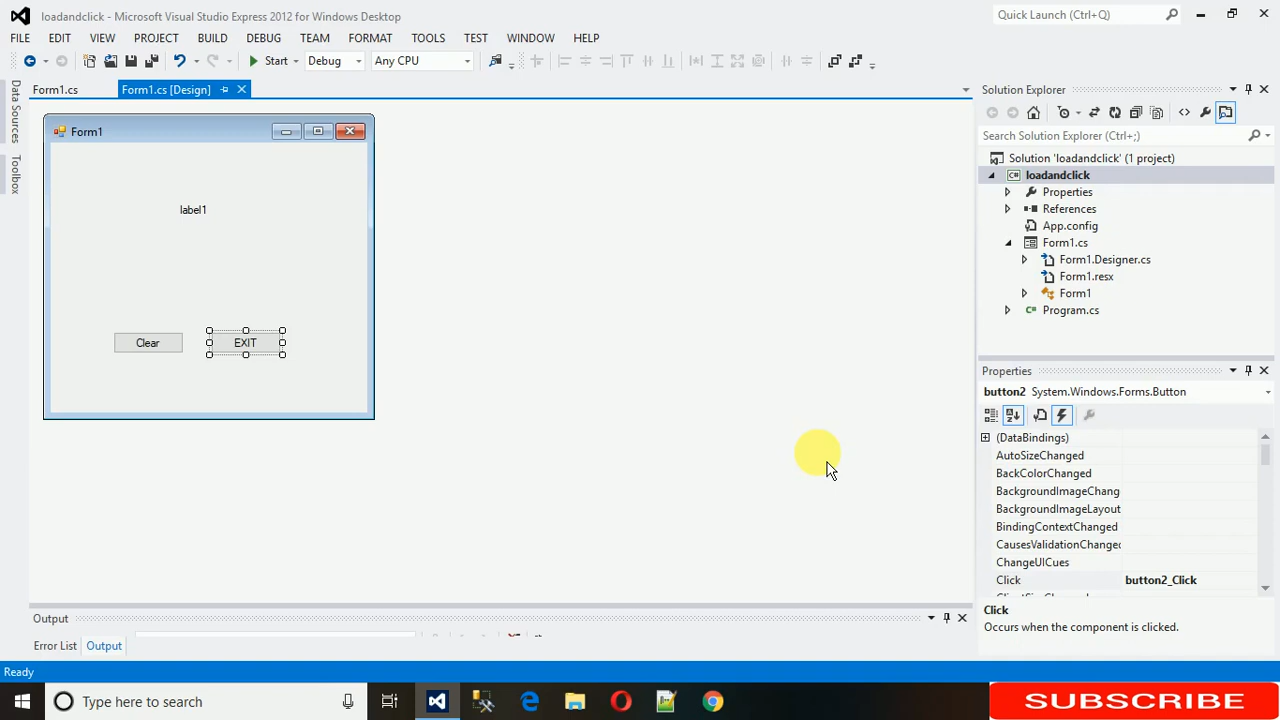 loadandclick - Microsoft Visual Studio Express 2012 for Windows Desktop
Quick Launch (Ctrl+Q)
FILE EDIT VIEW PROJECT BUILD DEBUG TEAM FORMAT TOOLS TEST WINDOW HELP
Start Debug Any CPU
Data Sources
Toolbox
Form1.cs Form1.cs [Design]
Form1
label1
Clear EXIT
Solution Explorer
Search Solution Explorer (Ctrl+;)
Solution 'loadandclick' (1 project)
C# loadandclick
Properties
References
App.config
Form1.cs
Form1.Designer.cs
Form1.resx
Form1
C# Program.cs
Properties
button2 System.Windows.Forms.Button
(DataBindings)
AutoSizeChanged
BackColorChanged
BackgroundImageChang
BackgroundImageLayout
BindingContextChanged
CausesValidationChanged
ChangeUICues
Click button2_Click
Click
Occurs when the component is clicked.
Output
Error List Output
Ready
Type here to search
SUBSCRIBE